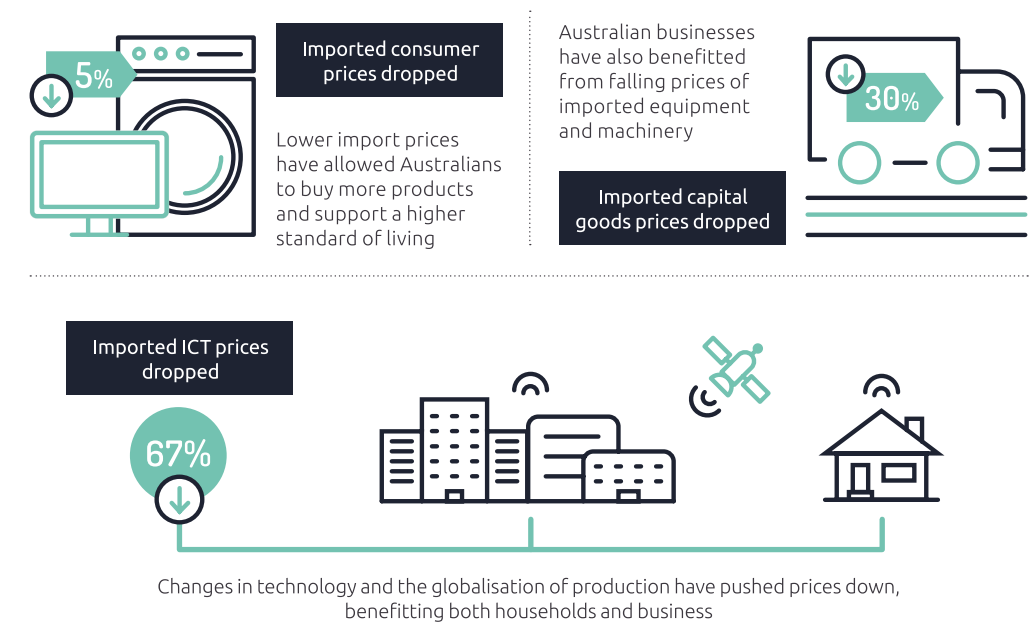 5%
Imported consumer
prices dropped
Lower import prices
have allowed Australians
to buy more products
and support a higher
standard of living
Australian businesses
have also benefitted
from falling prices of
imported equipment
and machinery
Imported capital
goods prices dropped
30%
Imported ICT prices
dropped
67%
Changes in technology and the globalisation of production have pushed prices down,
benefitting both households and business